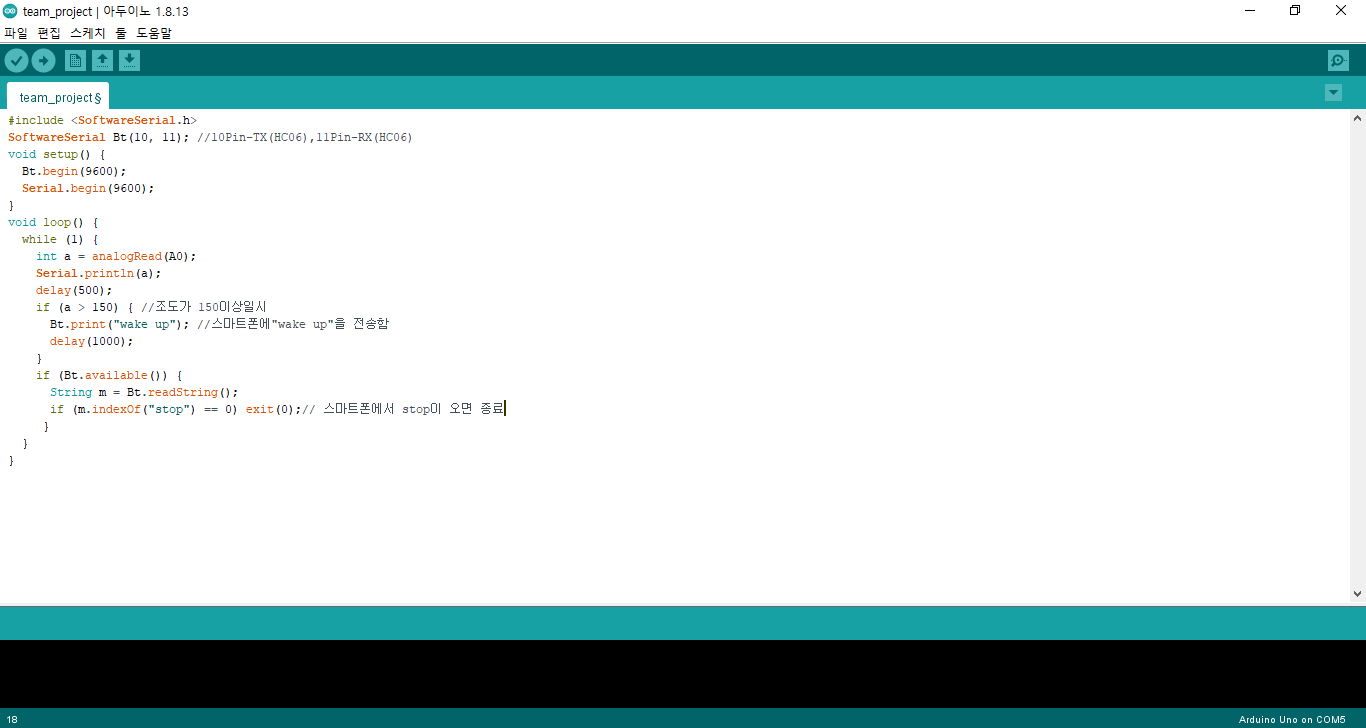 team_project | 아두이노 1.8.13
파일 편집 스케치 툴 도움말
team_project §
#include <SoftwareSerial.h>
SoftwareSerial Bt(10, 11); //10Pin-TX(HC06),11Pin-RX(HC06)
void setup() {
  Bt.begin(9600);
  Serial.begin(9600);
}
void loop() {
  while (1) {
    int a = analogRead(A0);
    Serial.println(a);
    delay(500);
    if (a > 150) { //조도가 150이상일시
      Bt.print("wake up"); //스마트폰에"wake up"을 전송함
      delay(1000);
    }
    if (Bt.available()) {
      String m = Bt.readString();
      if (m.indexOf("stop") == 0) exit(0);// 스마트폰에서 stop이 오면 종료
     }
  }
}
18
Arduino Uno on COM5